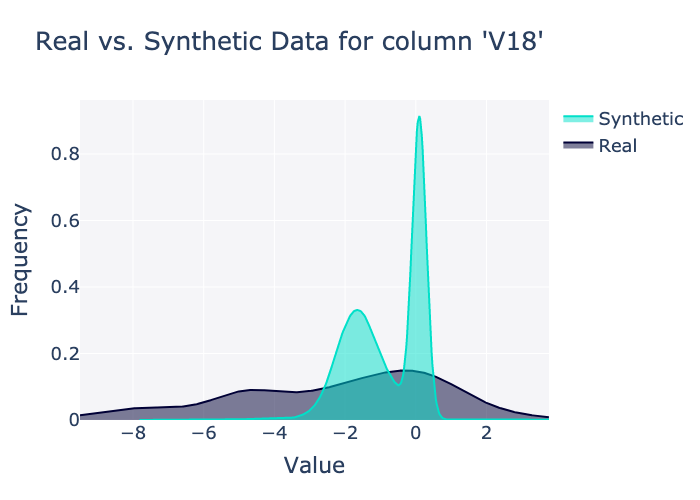 Real vs. Synthetic Data for column 'V18'
Synthetic
Real
Frequency
0.8
0.6
0.4
0.2
0
−8 −6 −4 −2 0 2
Value